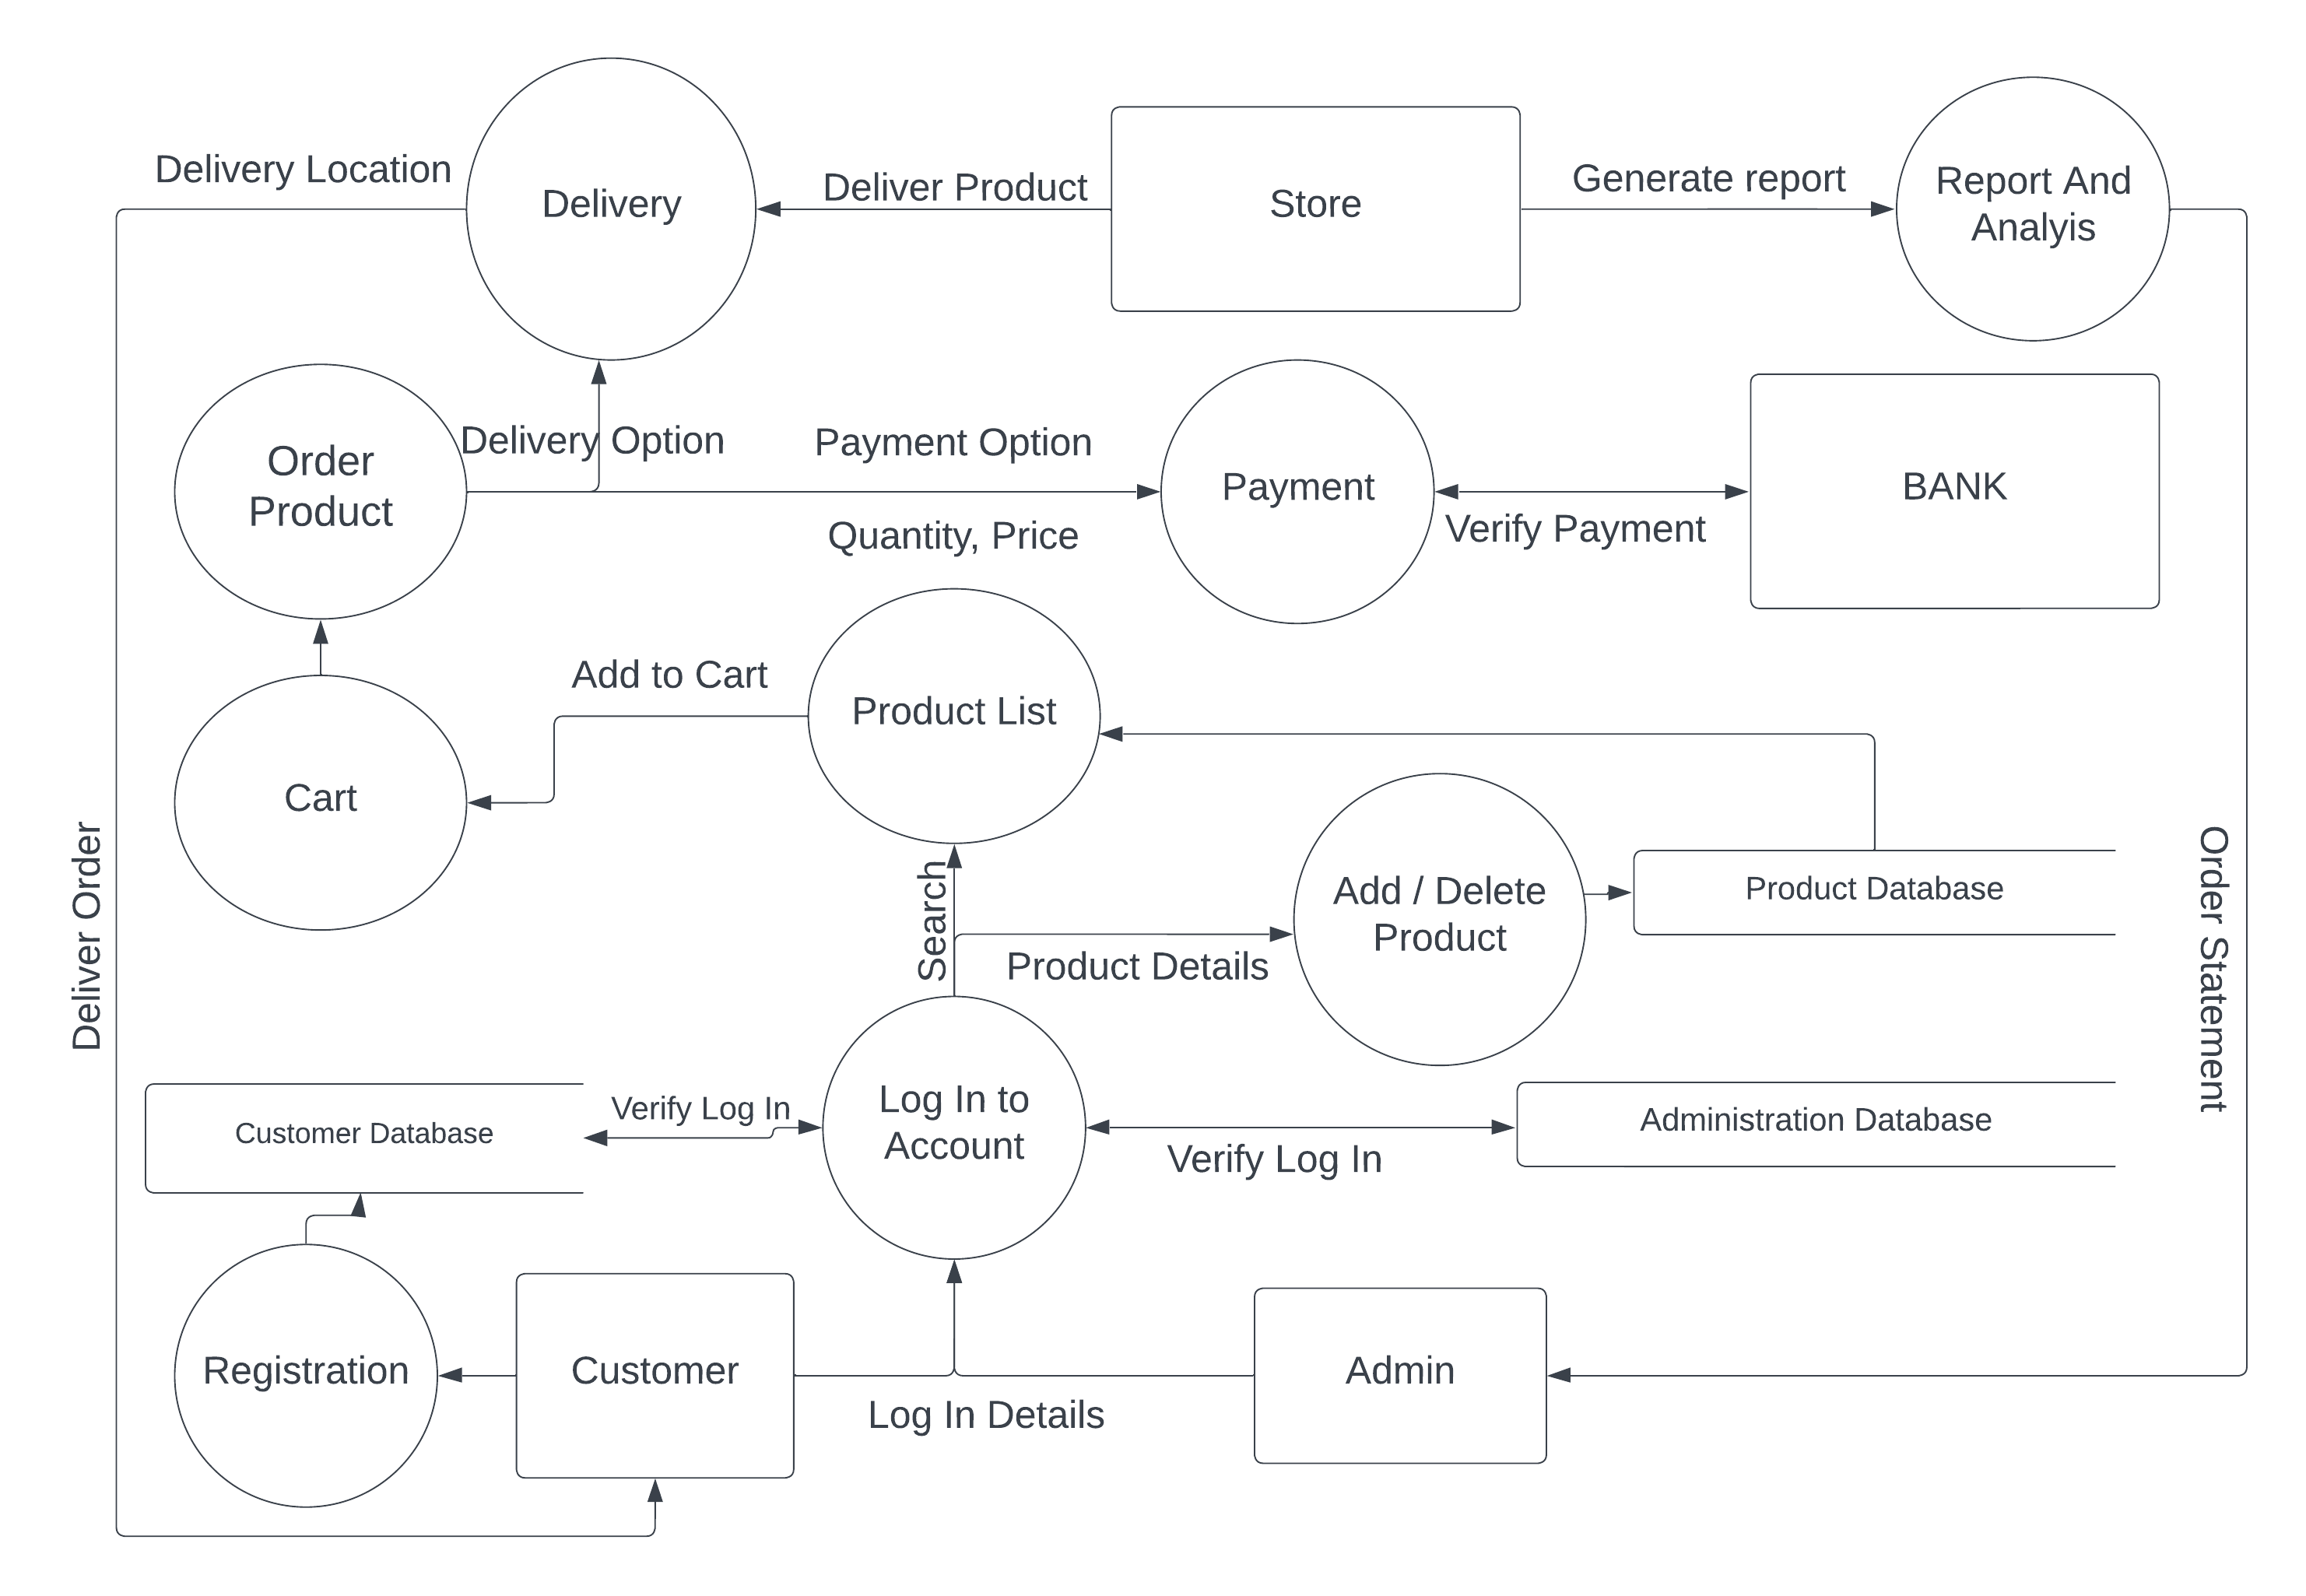 Delivery Location
Delivery
Deliver Product
Store
Generate report
Report And
Analyis
Order
Product
Delivery Option
Payment Option
Quantity, Price
Payment
Verify Payment
BANK
Add to Cart
Product List
Cart
Deliver Order
Search
Product Details
Add / Delete
Product
Product Database
Order Statement
Customer Database
Verify Log In
Log In to
Account
Verify Log In
Administration Database
Registration
Customer
Log In Details
Admin